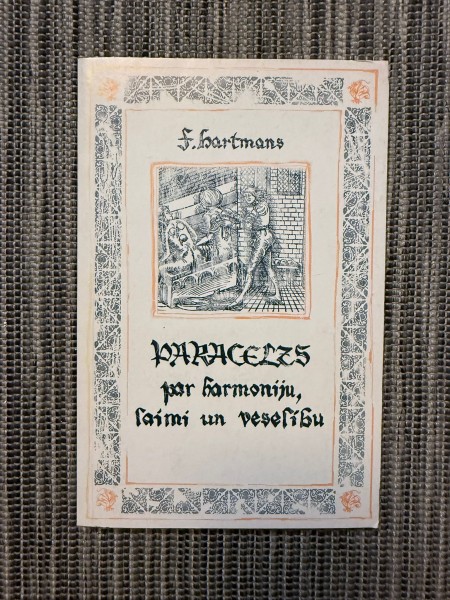 F. Hartmans
PARACELZS
par harmoniju,
laimi un veselību